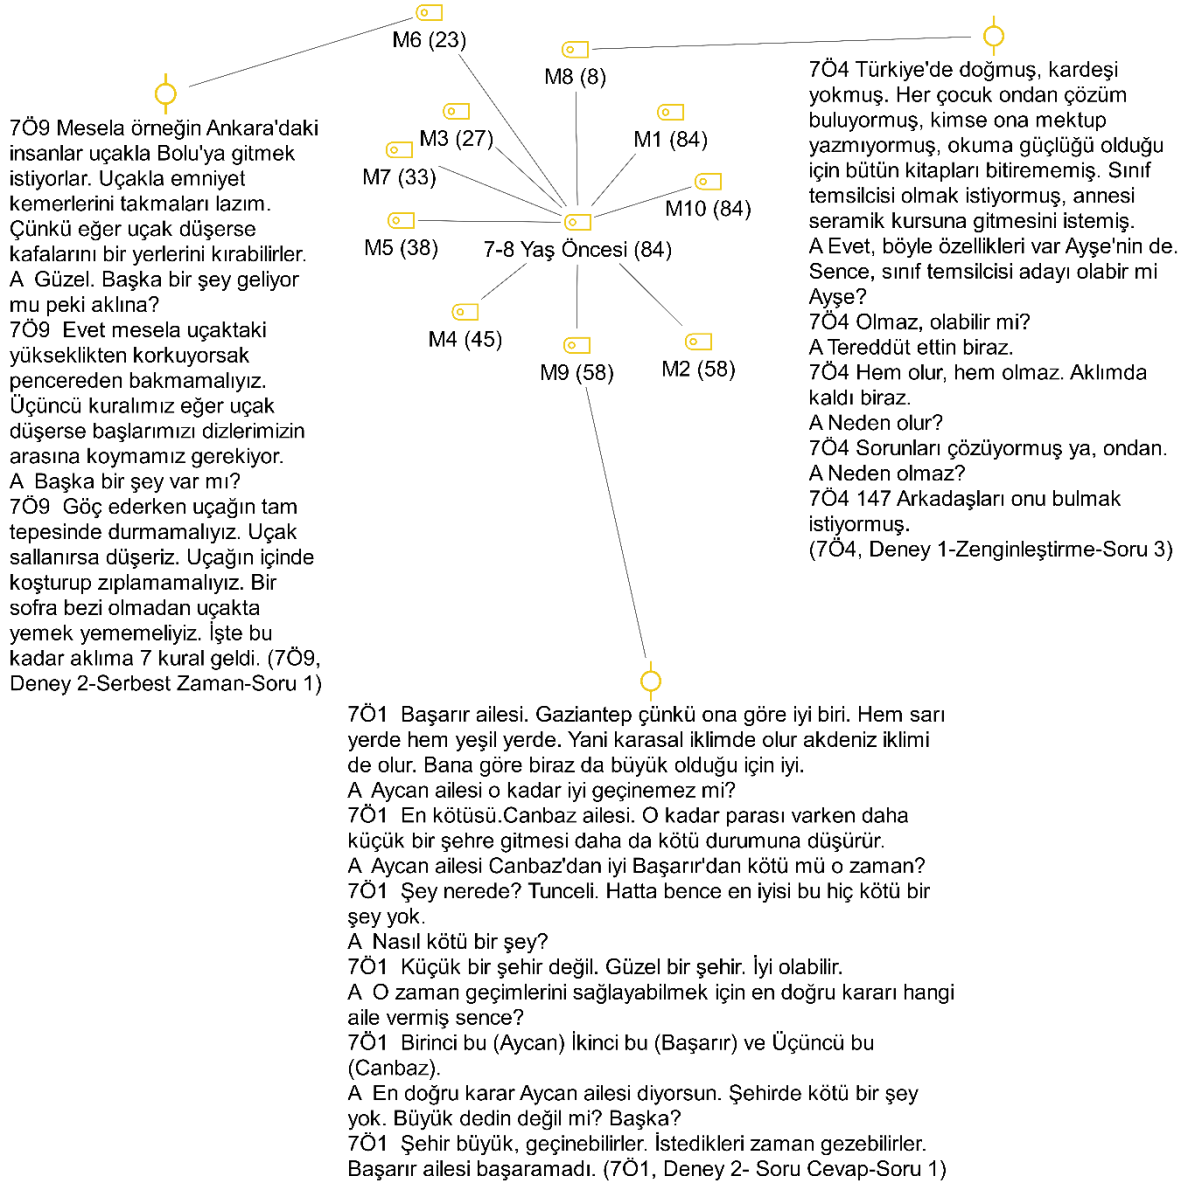 M6 (23)
M8 (8)
M3 (27)
M1 (84)
M7 (33)
M10 (84)
M5 (38)
7-8 Yaş Öncesi (84)
M4 (45)
M9 (58)
M2 (58)
7Ö9 Mesela örneğin Ankara'daki
insanlar uçakla Bolu'ya gitmek
istiyorlar. Uçakla emniyet
kemerlerini takmaları lazım.
Çünkü eğer uçak düşerse
kafalarını bir yerlerini kırabilirler.
A Güzel. Başka bir şey geliyor
mu peki aklına?
7Ö9 Evet mesela uçaktaki
yükseklikten korkuyorsak
pencereden bakmamalıyız.
Üçüncü kuralımız eğer uçak
düşerse başlarımızı dizlerimizin
arasına koymamız gerekiyor.
A Başka bir şey var mı?
7Ö9 Göç ederken uçağın tam
tepesinde durmamalıyız. Uçak
sallanırsa düşeriz. Uçağın içinde
koşturup zıplamamalıyız. Bir
sofra bezi olmadan uçakta
yemek yememeliyiz. İşte bu
kadar aklıma 7 kural geldi. (7Ö9,
Deney 2-Serbest Zaman-Soru 1)
7Ö4 Türkiye'de doğmuş, kardeşi
yokmuş. Her çocuk ondan çözüm
buluyormuş, kimse ona mektup
yazmıyormuş, okuma güçlüğü olduğu
için bütün kitapları bitirememiş. Sınıf
temsilcisi olmak istiyormuş, annesi
seramik kursuna gitmesini istemiş.
A Evet, böyle özellikleri var Ayşe'nin de.
Sence, sınıf temsilcisi adayı olabir mi
Ayşe?
7Ö4 Olmaz, olabilir mi?
A Tereddüt ettin biraz.
7Ö4 Hem olur, hem olmaz. Aklımda
kaldı biraz.
A Neden olur?
7Ö4 Sorunları çözüyormuş ya, ondan.
A Neden olmaz?
7Ö4 147 Arkadaşları onu bulmak
istiyormuş.
(7Ö4, Deney 1-Zenginleştirme-Soru 3)
7Ö1 Başarır ailesi. Gaziantep çünkü ona göre iyi biri. Hem sarı
yerde hem yeşil yerde. Yani karasal iklimde olur akdeniz iklimi
de olur. Bana göre biraz da büyük olduğu için iyi.
A Aycan ailesi o kadar iyi geçinemez mi?
7Ö1 En kötüsü.Canbaz ailesi. O kadar parası varken daha
küçük bir şehre gitmesi daha da kötü durumuna düşürür.
A Aycan ailesi Canbaz'dan iyi Başarır'dan kötü mü o zaman?
7Ö1 Şey nerede? Tunceli. Hatta bence en iyisi bu hiç kötü bir
şey yok.
A Nasıl kötü bir şey?
7Ö1 Küçük bir şehir değil. Güzel bir şehir. İyi olabilir.
A O zaman geçimlerini sağlayabilmek için en doğru kararı hangi
aile vermiş sence?
7Ö1 Birinci bu (Aycan) İkinci bu (Başarır) ve Üçüncü bu
(Canbaz).
A En doğru karar Aycan ailesi diyorsun. Şehirde kötü bir şey
yok. Büyük dedin değil mi? Başka?
7Ö1 Şehir büyük, geçinebilirler. İstedikleri zaman gezebilirler.
Başarır ailesi başaramadı. (7Ö1, Deney 2- Soru Cevap-Soru 1)